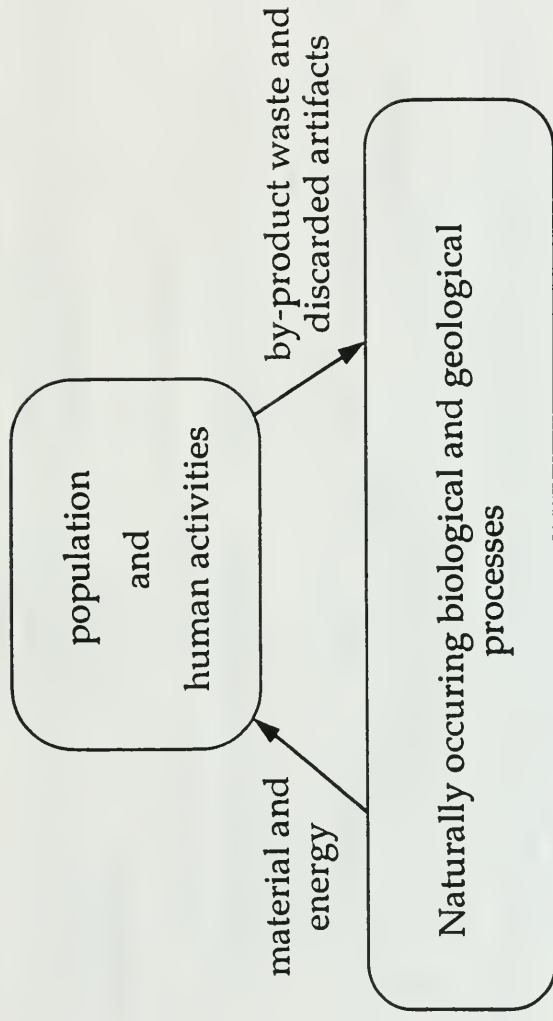 population
and
human activities
material and
energy
by-product waste and
discarded artifacts
Naturally occuring biological and geological
processes